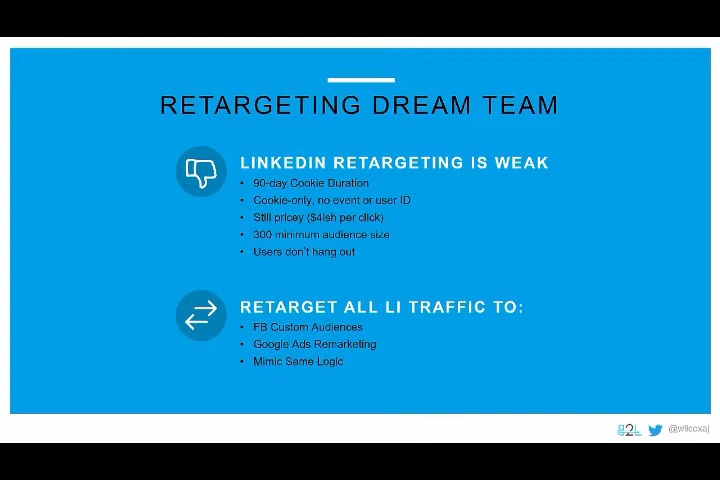 RETARGETING DREAM TEAM
LINKEDIN RETARGETING IS WEAK
• 90-day Cookie Duration
• Cookie-only, no event or user ID
• Still pricey ($4ish per click)
• 300 minimum audience size
• Users don't hang out
RETARGET ALL LI TRAFFIC TO:
• FB Custom Audiences
• Google Ads Remarketing
• Mimic Same Logic
@wilcoxaj